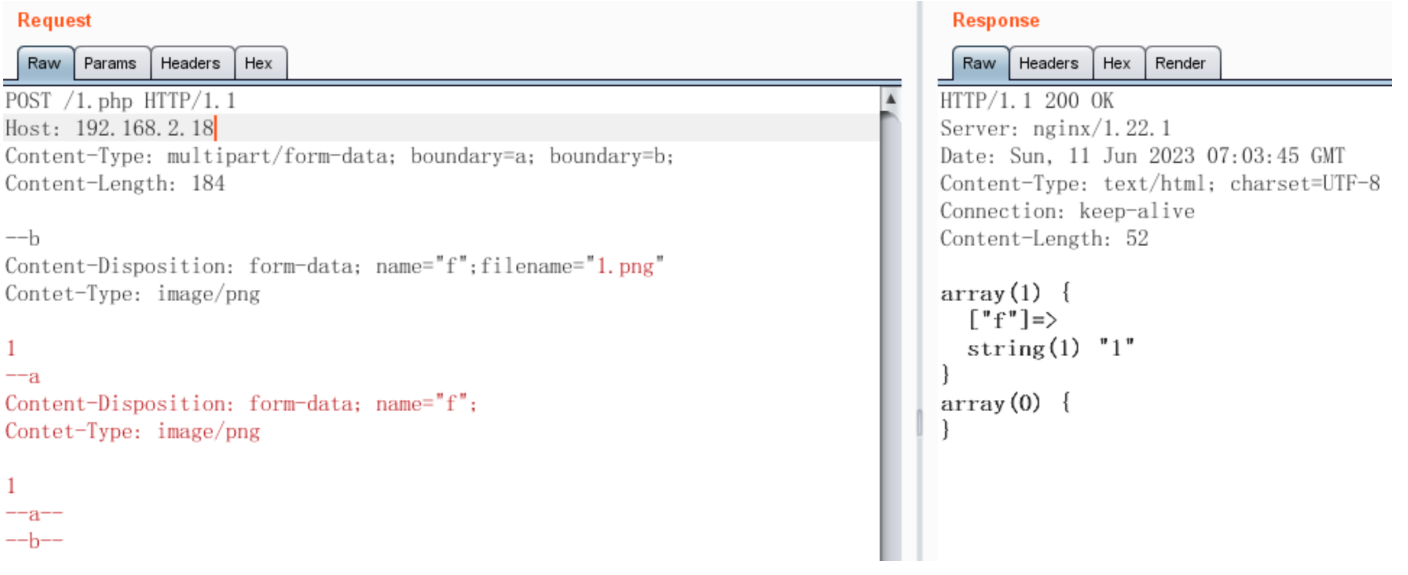 Request
Raw Params Headers Hex
POST /1.php HTTP/1.1
Host: 192.168.2.18
Content-Type: multipart/form-data; boundary=a; boundary=b;
Content-Length: 184
--b
Content-Disposition: form-data; name="f";filename="1.png"
Contet-Type: image/png
1
--a
Content-Disposition: form-data; name="f";
Contet-Type: image/png
1
--a--
--b--
Response
Raw Headers Hex Render
HTTP/1.1 200 OK
Server: nginx/1.22.1
Date: Sun, 11 Jun 2023 07:03:45 GMT
Content-Type: text/html; charset=UTF-8
Connection: keep-alive
Content-Length: 52
array(1) {
["f"]=>
string(1) "1"
}
array(0) {
}